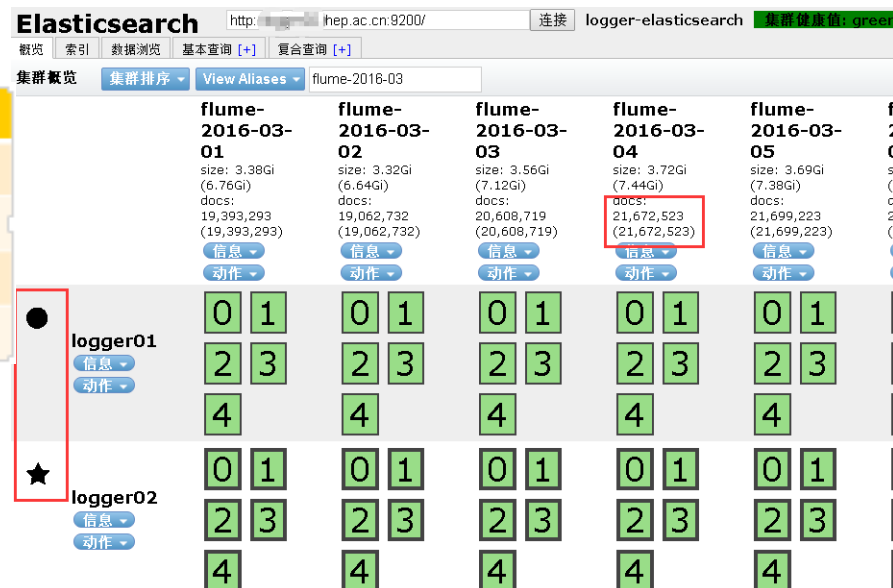 Elasticsearch http: ihep.ac.cn:9200/ 连接 logger-elasticsearch 集群健康值: green
概览 索引 数据浏览 基本查询 [+] 复合查询 [+]
集群概览 集群排序 View Aliases flume-2016-03
flume- flume- flume- flume- flume-
2016-03- 2016-03- 2016-03- 2016-03- 2016-03-
01 02 03 04 05
size: 3.38Gi size: 3.32Gi size: 3.56Gi size: 3.72Gi size: 3.69Gi
(6.76Gi) (6.64Gi) (7.12Gi) (7.44Gi) (7.38Gi)
docs: docs: docs: docs: docs:
19,393,293 19,062,732 20,608,719 21,672,523 21,699,223
(19,393,293) (19,062,732) (20,608,719) (21,672,523) (21,699,223)
信息 信息 信息 信息 信息
动作 动作 动作 动作 动作
0 1 0 1 0 1 0 1 0 1
logger01
信息 2 3 2 3 2 3 2 3 2 3
动作
4 4 4 4 4
0 1 0 1 0 1 0 1 0 1
logger02
信息 2 3 2 3 2 3 2 3 2 3
动作
4 4 4 4 4